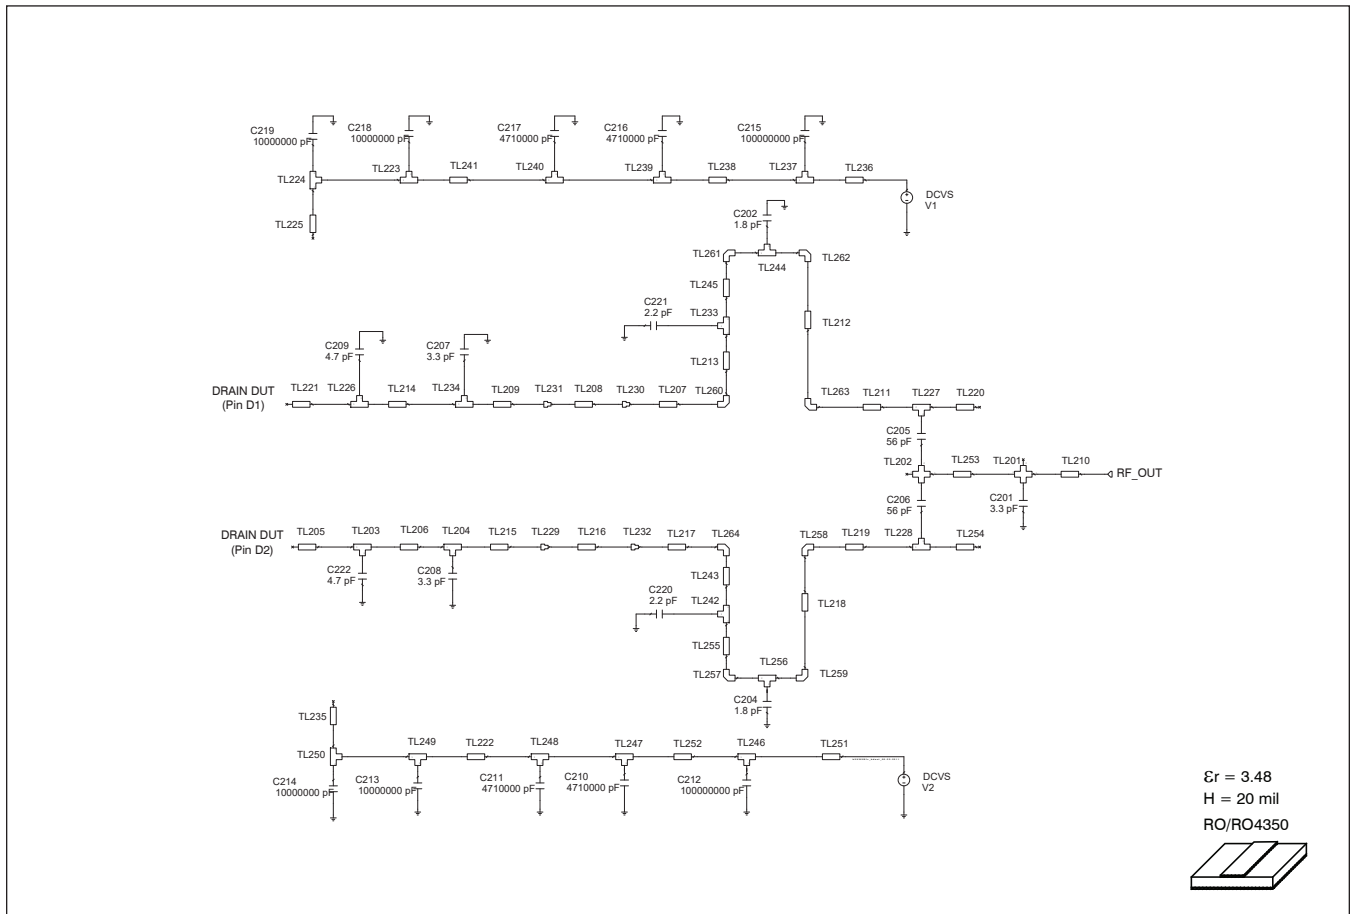 C219
10000000 pF
C218
10000000 pF
C217
4710000 pF
C216
4710000 pF
C215
100000000 pF
TL224
TL223
TL241
TL240
TL239
TL238
TL237
TL236
TL225
DCVS
V1
C202
1.8 pF
TL261
TL244
TL262
TL245
C221
2.2 pF
TL233
TL212
TL213
C209
4.7 pF
C207
3.3 pF
DRAIN DUT
(Pin D1)
TL221
TL226
TL214
TL234
TL209
TL231
TL208
TL230
TL207
TL260
TL263
TL211
TL227
TL220
C205
56 pF
TL202
TL253
TL201
TL210
RF_OUT
C206
56 pF
C201
3.3 pF
DRAIN DUT
(Pin D2)
TL205
TL203
TL206
TL204
TL215
TL229
TL216
TL232
TL217
TL264
TL258
TL219
TL228
TL254
C222
4.7 pF
C208
3.3 pF
TL243
C220
2.2 pF
TL242
TL218
TL255
TL257
TL256
TL259
C204
1.8 pF
TL235
TL250
TL249
TL222
TL248
TL247
TL252
TL246
TL251
C214
10000000 pF
C213
10000000 pF
C211
4710000 pF
C210
4710000 pF
C212
100000000 pF
DCVS
V2
Ɛr = 3.48
H = 20 mil
RO/RO4350